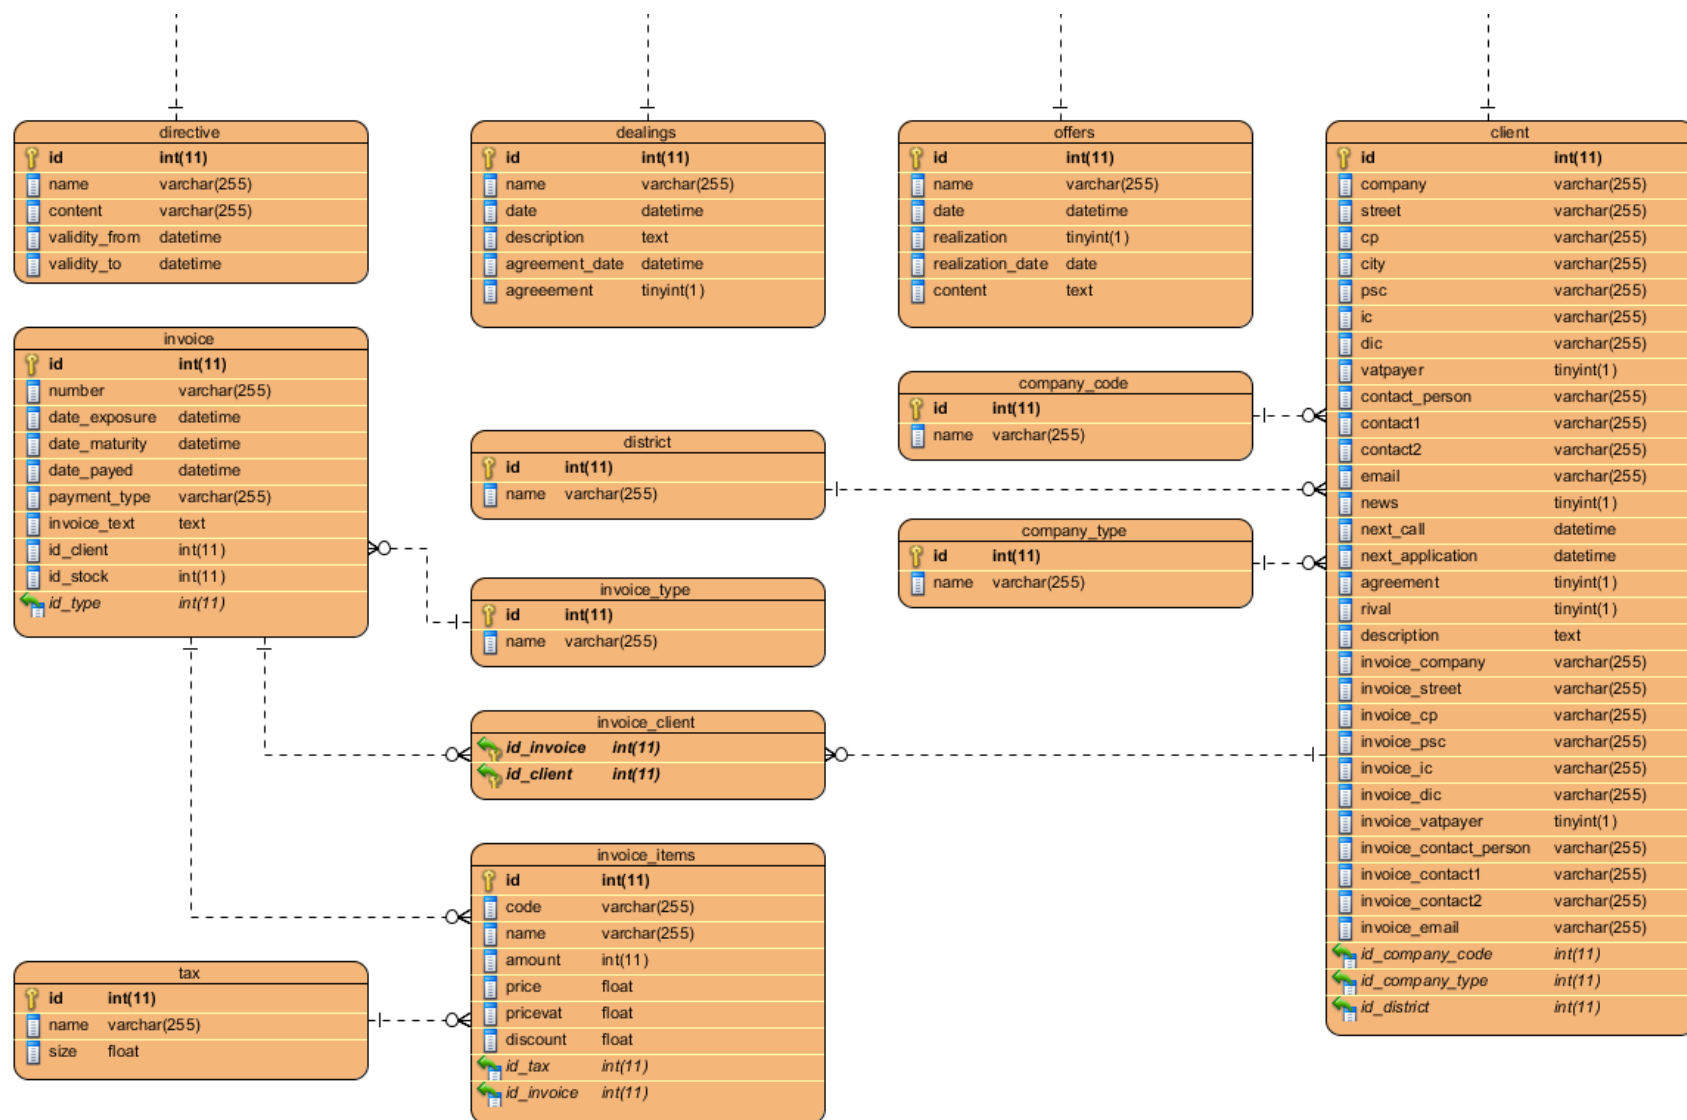 directive
id int(11)
name varchar(255)
content varchar(255)
validity_from datetime
validity_to datetime
dealings
id int(11)
name varchar(255)
date datetime
description text
agreement_date datetime
agreeement tinyint(1)
offers
id int(11)
name varchar(255)
date datetime
realization tinyint(1)
realization_date date
content text
client
id int(11)
company varchar(255)
street varchar(255)
cp varchar(255)
city varchar(255)
psc varchar(255)
ic varchar(255)
dic varchar(255)
vatpayer tinyint(1)
contact_person varchar(255)
contact1 varchar(255)
contact2 varchar(255)
email varchar(255)
news tinyint(1)
next_call datetime
next_application datetime
agreement tinyint(1)
rival tinyint(1)
description text
invoice_company varchar(255)
invoice_street varchar(255)
invoice_cp varchar(255)
invoice_psc varchar(255)
invoice_ic varchar(255)
invoice_dic varchar(255)
invoice_vatpayer tinyint(1)
invoice_contact_person varchar(255)
invoice_contact1 varchar(255)
invoice_contact2 varchar(255)
invoice_email varchar(255)
id_company_code int(11)
id_company_type int(11)
id_district int(11)
invoice
id int(11)
number varchar(255)
date_exposure datetime
date_maturity datetime
date_payed datetime
payment_type varchar(255)
invoice_text text
id_client int(11)
id_stock int(11)
id_type int(11)
company_code
id int(11)
name varchar(255)
district
id int(11)
name varchar(255)
company_type
id int(11)
name varchar(255)
invoice_type
id int(11)
name varchar(255)
invoice_client
id_invoice int(11)
id_client int(11)
invoice_items
id int(11)
code varchar(255)
name varchar(255)
amount int(11)
price float
pricevat float
discount float
id_tax int(11)
id_invoice int(11)
tax
id int(11)
name varchar(255)
size float